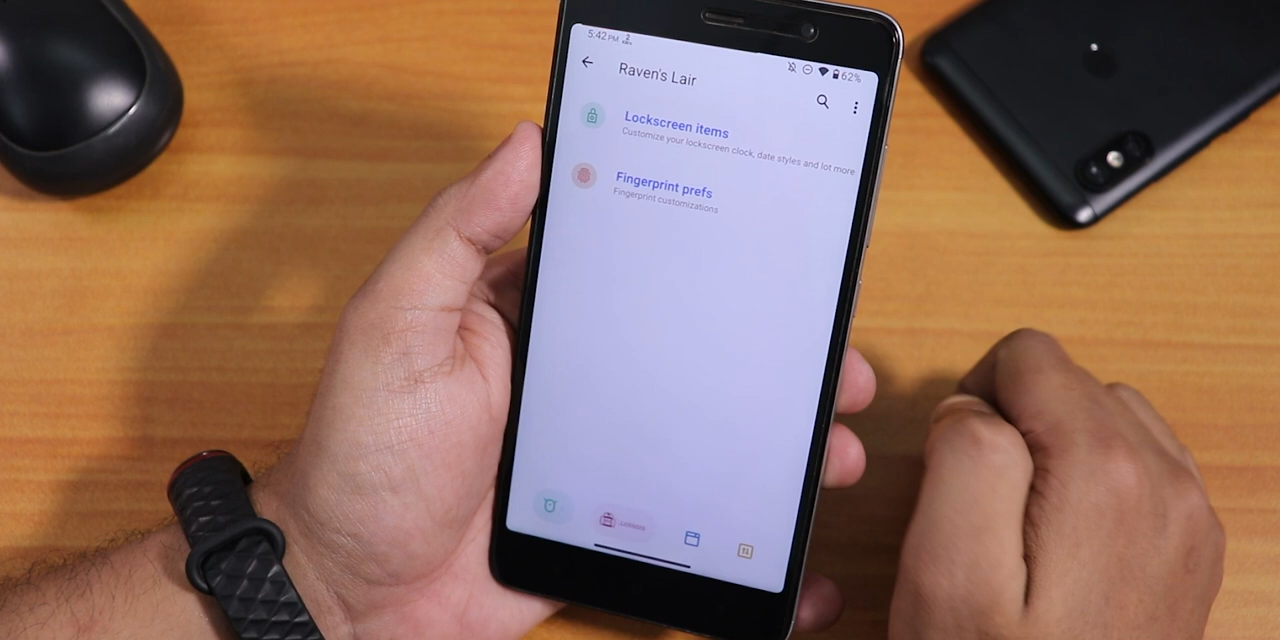 5:42 PM
62%
Raven's Lair
Lockscreen items
Customize your lockscreen clock, date styles and lot more
Fingerprint prefs
Fingerprint customizations